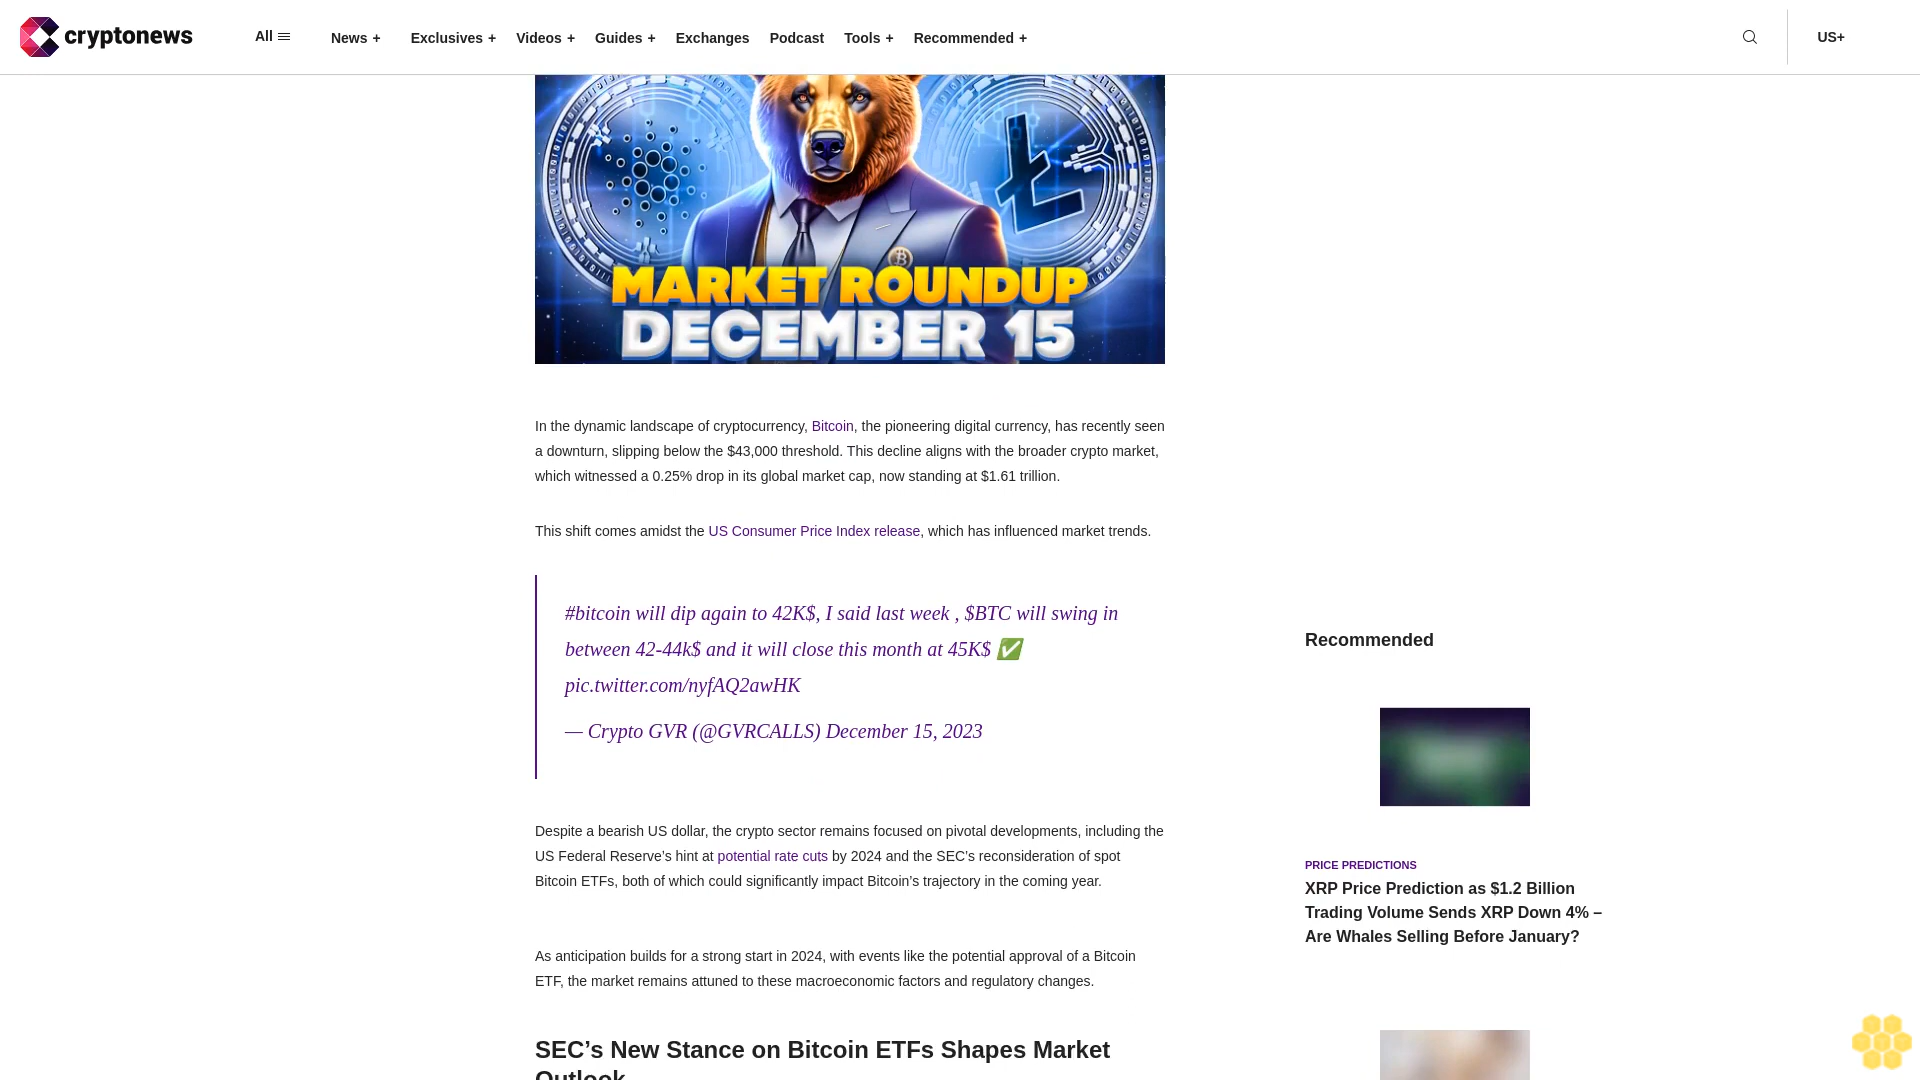 cryptonews
All
News +
Exclusives +
Videos +
Guides +
Exchanges
Podcast
Tools +
Recommended +
US+
MARKET ROUNDUP
DECEMBER 15
In the dynamic landscape of cryptocurrency, Bitcoin, the pioneering digital currency, has recently seen
a downturn, slipping below the $43,000 threshold. This decline aligns with the broader crypto market,
which witnessed a 0.25% drop in its global market cap, now standing at $1.61 trillion.
This shift comes amidst the US Consumer Price Index release, which has influenced market trends.
#bitcoin will dip again to 42K$, I said last week , $BTC will swing in
between 42-44k$ and it will close this month at 45K$ ✅
pic.twitter.com/nyfAQ2awHK
— Crypto GVR (@GVRCALLS) December 15, 2023
Despite a bearish US dollar, the crypto sector remains focused on pivotal developments, including the
US Federal Reserve’s hint at potential rate cuts by 2024 and the SEC’s reconsideration of spot
Bitcoin ETFs, both of which could significantly impact Bitcoin’s trajectory in the coming year.
As anticipation builds for a strong start in 2024, with events like the potential approval of a Bitcoin
ETF, the market remains attuned to these macroeconomic factors and regulatory changes.
SEC’s New Stance on Bitcoin ETFs Shapes Market
Outlook
Recommended
PRICE PREDICTIONS
XRP Price Prediction as $1.2 Billion
Trading Volume Sends XRP Down 4% –
Are Whales Selling Before January?